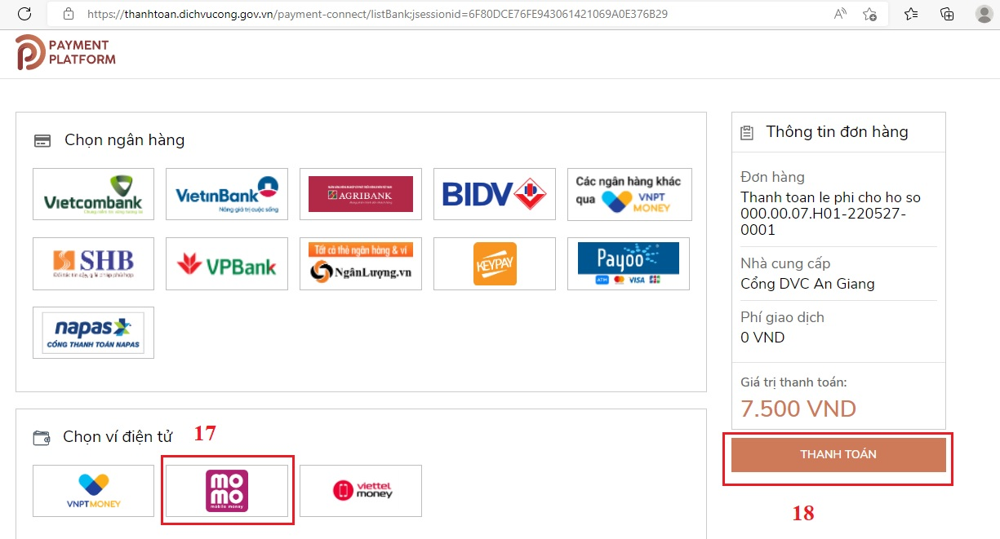 https://thanhtoan.dichvucong.gov.vn/payment-connect/listBank;jsessionid=6F80DCE76FE943061421069A0E376B29
PAYMENT
PLATFORM
Chọn ngân hàng
Vietcombank
VietinBank
Nâng giá trị cuộc sống
AGRIBANK
BIDV
Các ngân hàng khác
qua VNPT
MONEY
SHB
VPBank
Tất cả thẻ ngân hàng & ví
NgânLượng.vn
KEYPAY
Payoo
ATM VISA JCB
napas
CỔNG THANH TOÁN NAPAS
Chọn ví điện tử 17
VNPT MONEY
mo
mo
mobile money
viettel
money
Thông tin đơn hàng
Đơn hàng
Thanh toan le phi cho ho so
000.00.07.H01-220527-
0001
Nhà cung cấp
Cổng DVC An Giang
Phí giao dịch
0 VND
Giá trị thanh toán:
7.500 VND
THANH TOÁN
18